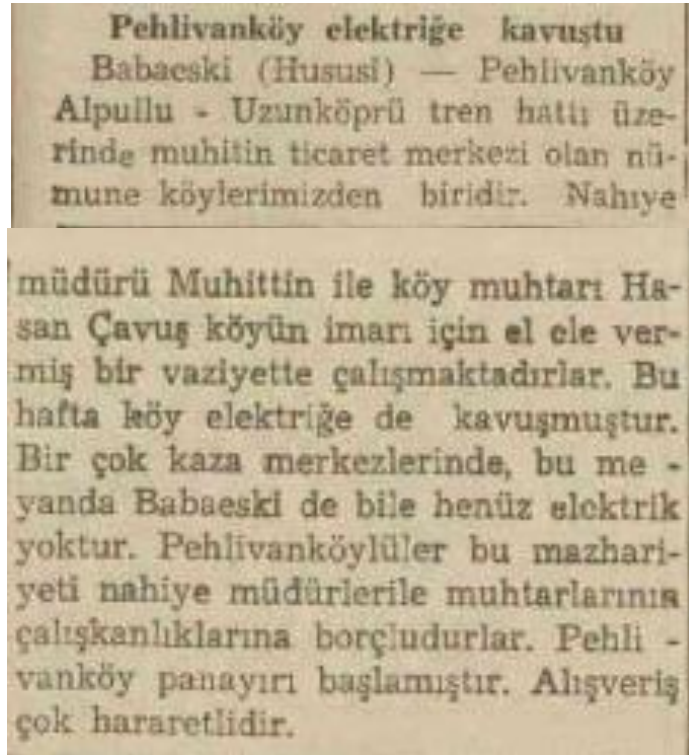 Pehlivanköy elektriğe kavuştu
Babaeski (Hususî) — Pehlivanköy
Alpullu - Uzunköprü tren hattı üze-
rinde muhitin ticaret merkezi olan nü-
mune köylerimizden biridir. Nahıye
müdürü Muhittin ile köy muhtarı Ha-
san Çavuş köyün imarı için el ele ver-
miş bir vaziyette çalışmaktadırlar. Bu
hafta köy elektriğe de kavuşmuştur.
Bir çok kaza merkezlerinde, bu me -
yanda Babaeski de bile henüz elektrik
yoktur. Pehlivanköylüler bu mazhari-
yeti nahiye müdürlerile muhtarlarının
çalışkanlıklarına borçludurlar. Pehli -
vanköy panayırı başlamıştır. Alışveriş
çok hararetlidir.